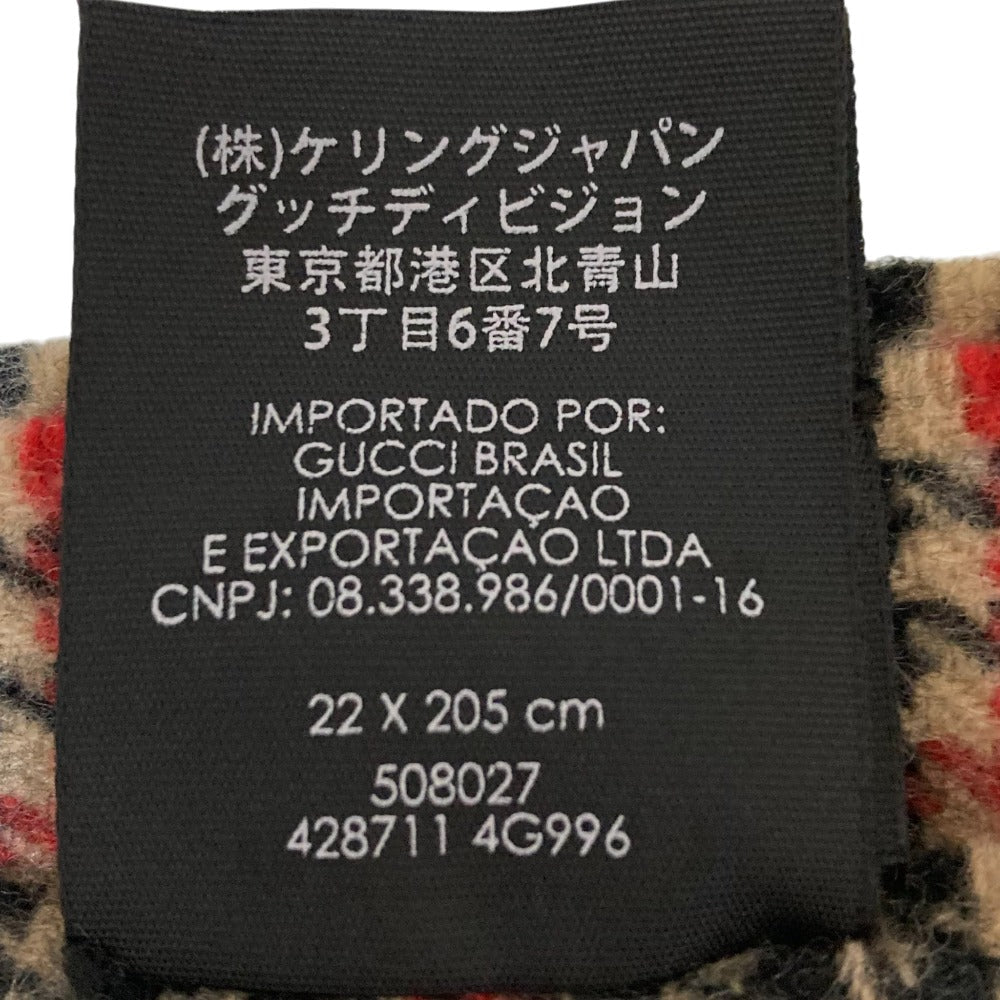 (株)ケリングジャパン
グッチディビジョン
東京都港区北青山
3丁目6番7号
IMPORTADO POR:
GUCCI BRASIL
IMPORTAÇAO
E EXPORTAÇAO LTDA
CNPJ: 08.338.986/0001-16
22 X 205 cm
508027
428711 4G996